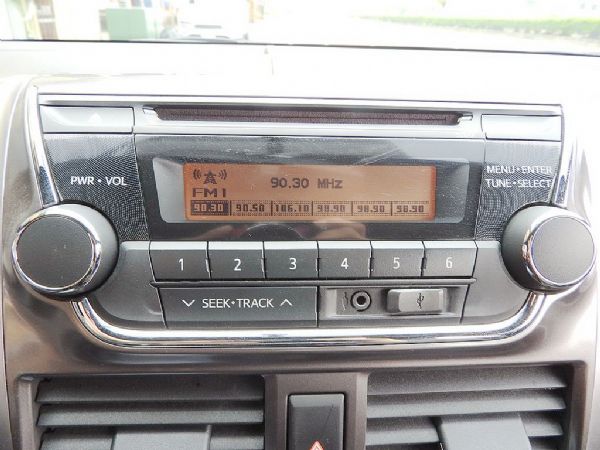 PWR • VOL
MENU • ENTER
TUNE • SELECT
FM1
90.30 MHz
90.30 90.50 106.10 98.90 98.90 98.90
1 2 3 4 5 6
SEEK • TRACK